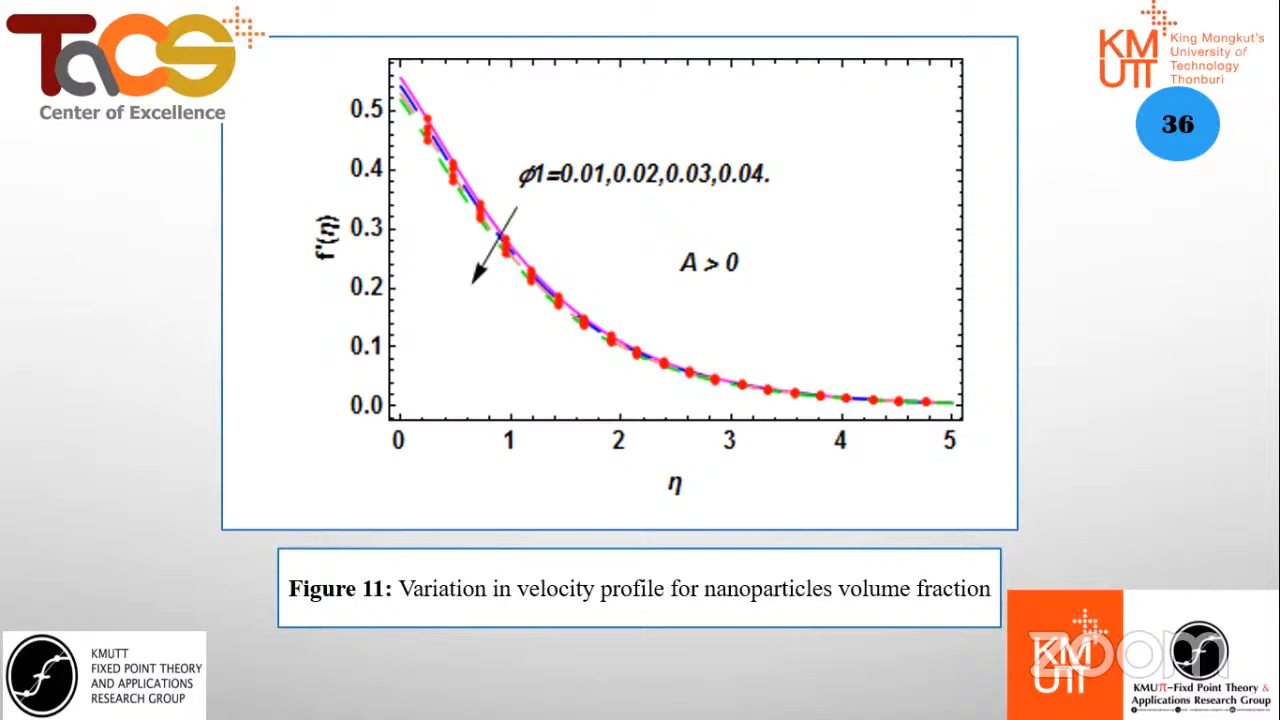 TaCS
Center of Excellence
KMUTT
King Mongkut's
University of
Technology
Thonburi
36
0.5
0.4
0.3
0.2
0.1
0.0
f'(η)
ϕ1=0.01,0.02,0.03,0.04.
A > 0
0 1 2 3 4 5
η
Figure 11: Variation in velocity profile for nanoparticles volume fraction
KMUTT
FIXED POINT THEORY
AND APPLICATIONS
RESEARCH GROUP
KMUTT
zoom
KMUπ-Fixd Point Theory &
Applications Research Group